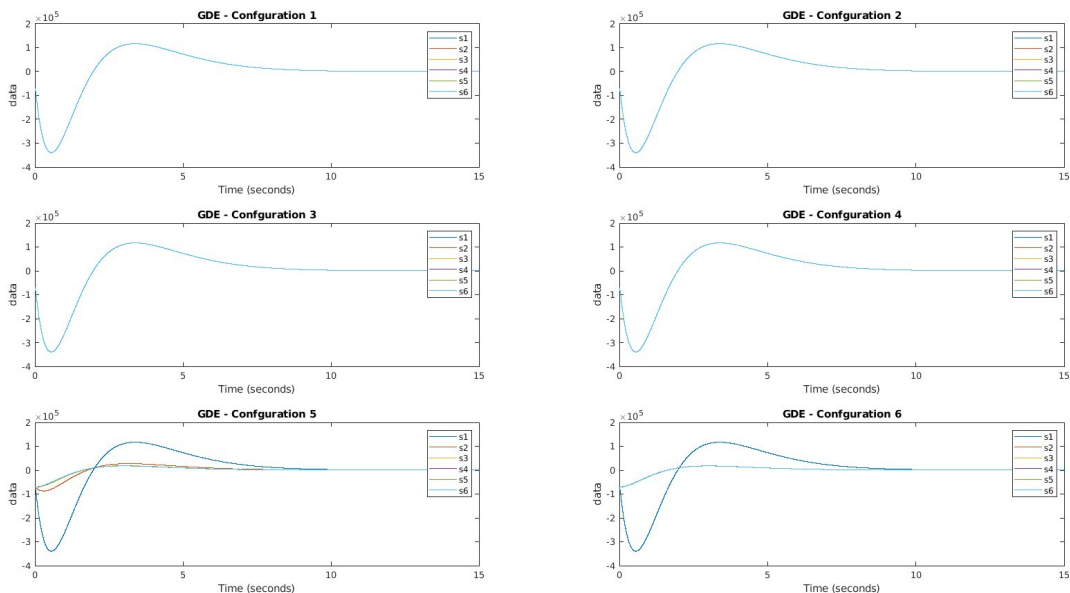 GDE - Confguration 1
×10^5
2
1
0
-1
-2
-3
-4
data
s1
s2
s3
s4
s5
s6
0 5 10 15
Time (seconds)
GDE - Confguration 2
×10^5
2
1
0
-1
-2
-3
-4
data
s1
s2
s3
s4
s5
s6
0 5 10 15
Time (seconds)
GDE - Confguration 3
×10^5
2
1
0
-1
-2
-3
-4
data
s1
s2
s3
s4
s5
s6
0 5 10 15
Time (seconds)
GDE - Confguration 4
×10^5
2
1
0
-1
-2
-3
-4
data
s1
s2
s3
s4
s5
s6
0 5 10 15
Time (seconds)
GDE - Confguration 5
×10^5
2
1
0
-1
-2
-3
-4
data
s1
s2
s3
s4
s5
s6
0 5 10 15
Time (seconds)
GDE - Confguration 6
×10^5
2
1
0
-1
-2
-3
-4
data
s1
s2
s3
s4
s5
s6
0 5 10 15
Time (seconds)